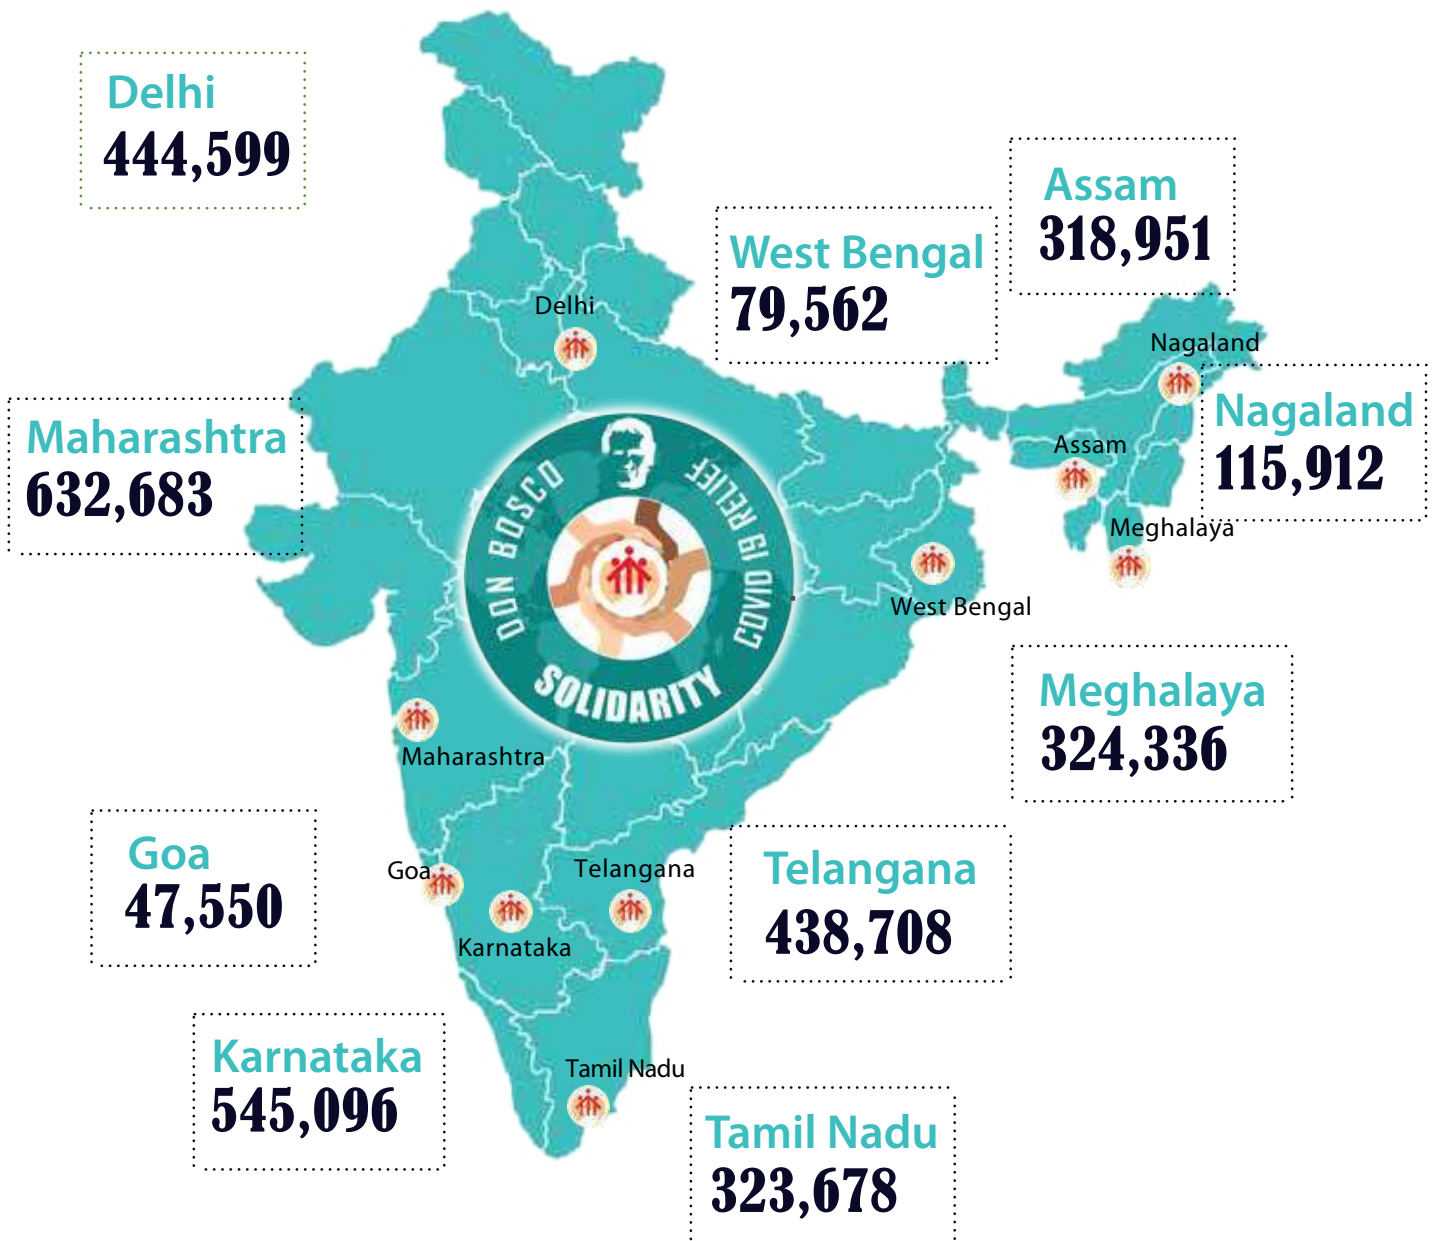 Delhi
444,599
Assam
318,951
West Bengal
79,562
Delhi
Nagaland
Nagaland
115,912
Maharashtra
632,683
Assam
Meghalaya
DON BOSCO
COVID 19 RELIEF
SOLIDARITY
West Bengal
Meghalaya
324,336
Maharashtra
Goa
47,550
Goa
Telangana
Telangana
438,708
Karnataka
Karnataka
545,096
Tamil Nadu
Tamil Nadu
323,678